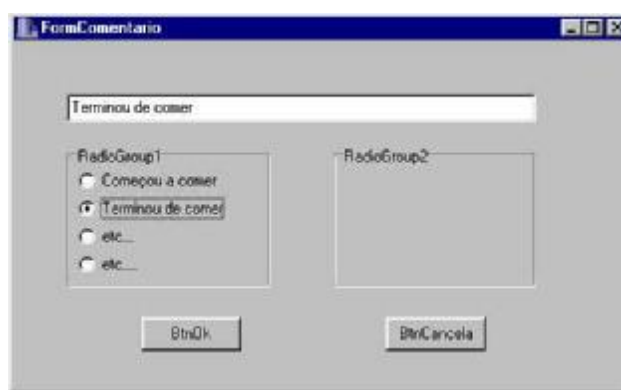 FormComentario
Terminou de comer
RadioGroup1
RadioGroup2
Começou a comer
Terminou de comer
etc...
etc...
BtnOk
BtnCancela